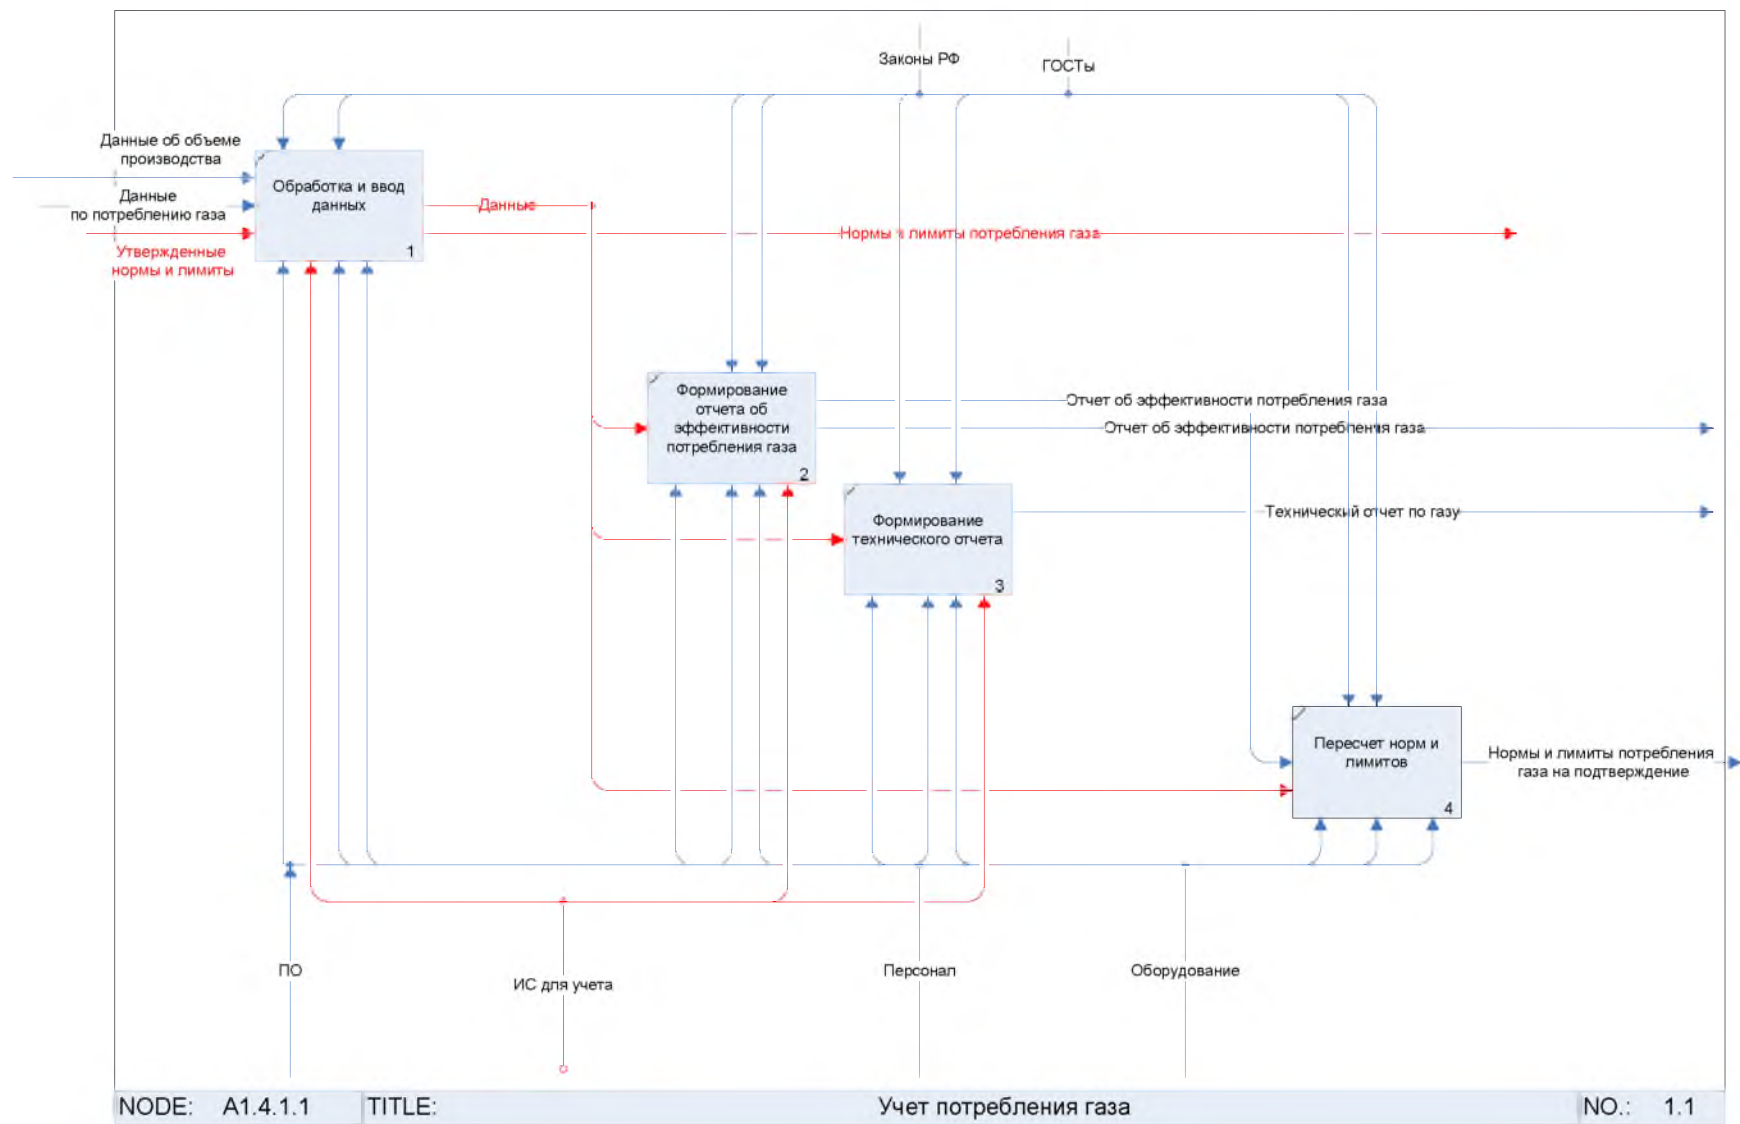 Законы РФ
ГОСТы
Данные об объеме
производства
Данные
по потреблению газа
Утвержденные
нормы и лимиты
Обработка и ввод
данных
1
Данные
Нормы и лимиты потребления газа
Формирование
отчета об
эффективности
потребления газа
2
Отчет об эффективности потребления газа
Отчет об эффективности потребления газа
Формирование
технического отчета
3
Технический отчет по газу
Пересчет норм и
лимитов
4
Нормы и лимиты потребления
газа на подтверждение
ПО
ИС для учета
Персонал
Оборудование
NODE: A1.4.1.1 TITLE: Учет потребления газа NO.: 1.1